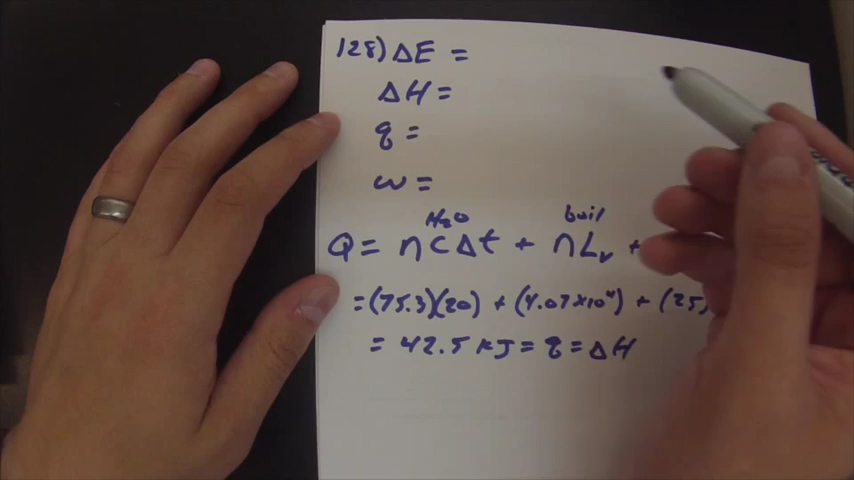 128) ΔE =
ΔH =
q =
w =
H₂O boil
Q = ncΔt + nLv +
= (75.3)(20) + (4.07×10⁴) + (25)
= 42.5 kJ = q = ΔH